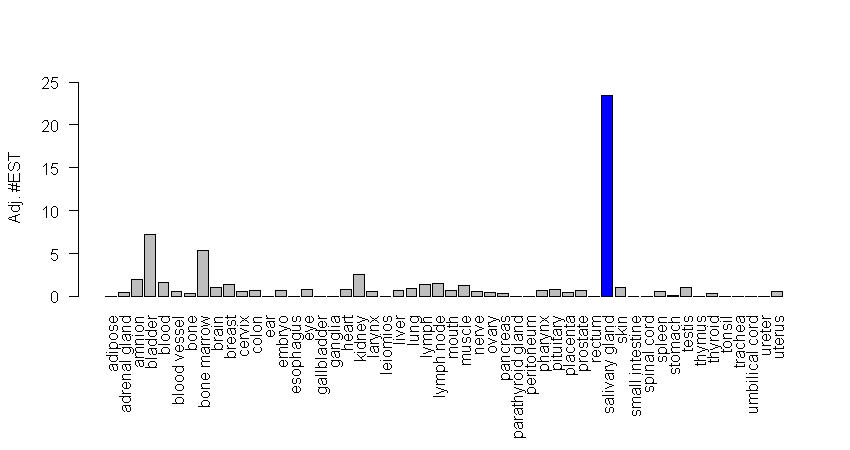 Adj. #EST
25
20
15
10
5
0
adipose
adrenal gland
amnion
bladder
blood
blood vessel
bone
bone marrow
brain
breast
cervix
colon
ear
embryo
esophagus
eye
gallbladder
ganglia
heart
kidney
larynx
leiomios
liver
lung
lymph
lymph node
mouth
muscle
nerve
ovary
pancreas
parathyroid gland
peritoneum
pharynx
pituitary
placenta
prostate
rectum
salivary gland
skin
small intestine
spinal cord
spleen
stomach
testis
thymus
thyroid
tonsil
trachea
umbilical cord
ureter
uterus